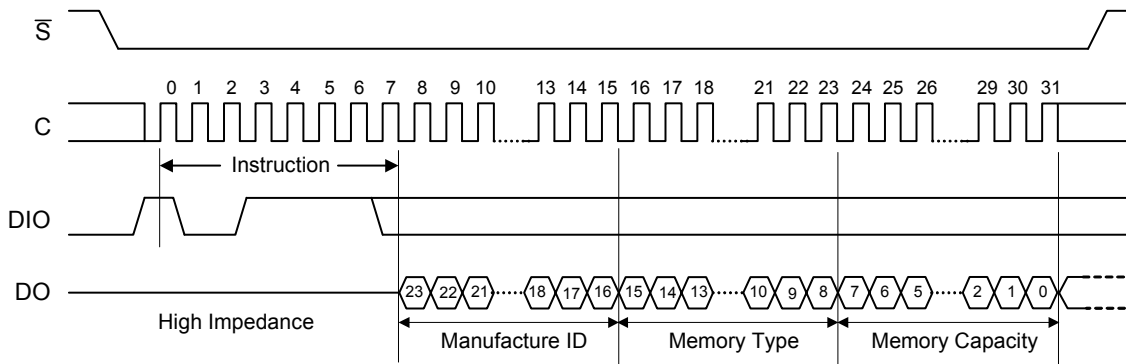 S
0 1 2 3 4 5 6 7 8 9 10 13 14 15 16 17 18 21 22 23 24 25 26 29 30 31
C
Instruction
DIO
DO 23 22 21 18 17 16 15 14 13 10 9 8 7 6 5 2 1 0
High Impedance Manufacture ID Memory Type Memory Capacity